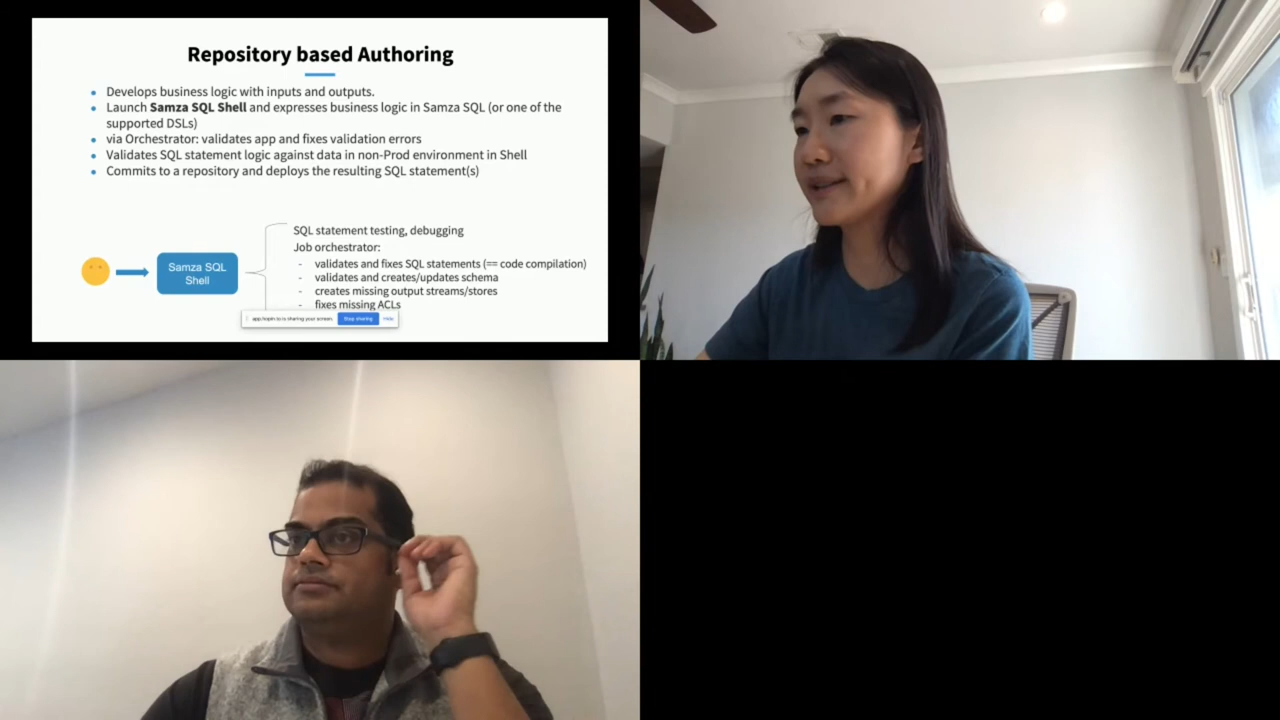 Repository based Authoring
• Develops business logic with inputs and outputs.
• Launch Samza SQL Shell and expresses business logic in Samza SQL (or one of the
supported DSLs)
• via Orchestrator: validates app and fixes validation errors
• Validates SQL statement logic against data in non-Prod environment in Shell
• Commits to a repository and deploys the resulting SQL statement(s)
Samza SQL
Shell
SQL statement testing, debugging
Job orchestrator:
- validates and fixes SQL statements (== code compilation)
- validates and creates/updates schema
- creates missing output streams/stores
- fixes missing ACLs
app.hopin.to is sharing your screen.
Stop sharing
Hide